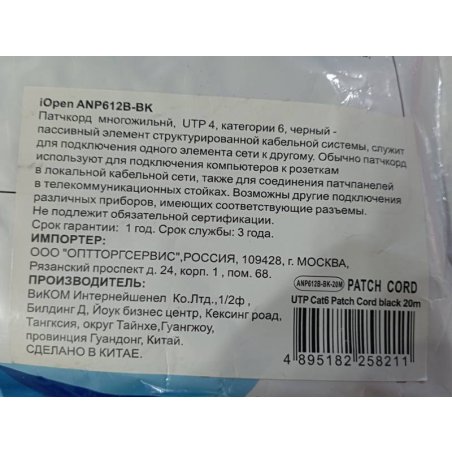 iOpen ANP612B-BK
Патчкорд многожильнй, UTP 4, категории 6, черный -
пассивный элемент структурированной кабельной системы, служит
для подключения одного элемента сети к другому. Обычно патчкорд
используют для подключения компьютеров к розеткам
в локальной кабельной сети, также для соединения патчпанелей
в телекоммуникационных стойках. Возможны другие подключения
различных приборов, имеющих соответствующие разъемы.
Не подлежит обязательной сертификации.
Срок гарантии: 1 год. Срок службы: 3 года.
ИМПОРТЕР:
ООО "ОПТТОРГСЕРВИС",РОССИЯ, 109428, г. МОСКВА,
Рязанский проспект д. 24, корп. 1 , пом. 68.
ПРОИЗВОДИТЕЛЬ:
ВиКОМ Интернейшенел Ко.Лтд.,1/2ф ,
Билдинг Д, Йоук бизнес центр, Кексинг роад,
Тангксия, округ Тайнхе,Гуангжоу,
провинция Гуандонг, Китай.
СДЕЛАНО В КИТАЕ.
ANP612B-BK-20M PATCH CORD
UTP Cat6 Patch Cord black 20m
4 895182 258211